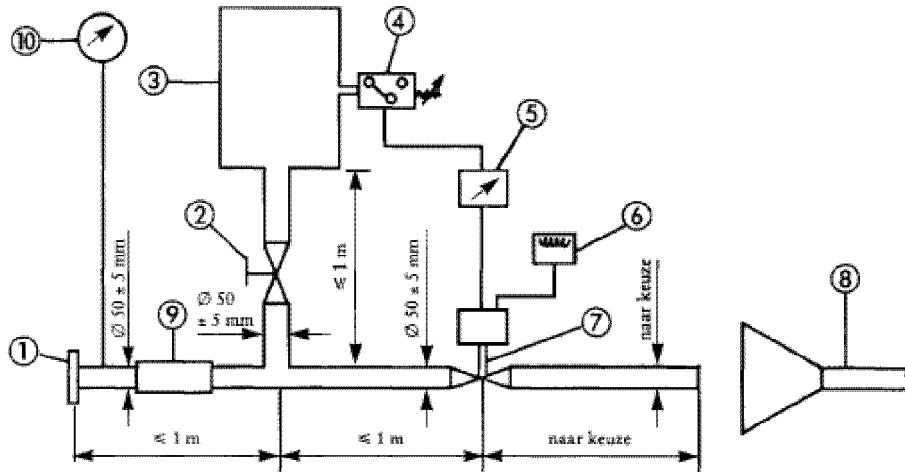 ⑩
④
③
⑤
②
⑥
≤ 1 m
Ø 50 ± 5 mm
Ø 50
± 5 mm
Ø 50 ± 5 mm
naar keuze
⑧
⑨
⑦
①
≤ 1 m
≤ 1 m
naar keuze